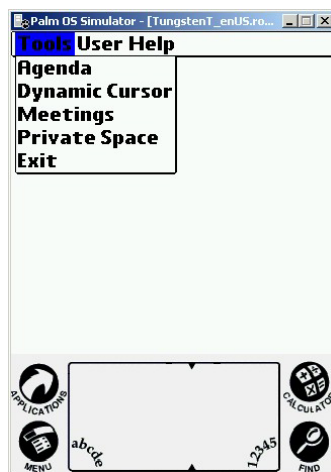 Palm OS Simulator - [TungstenT_enUS.ro...
Tools User Help
Agenda
Dynamic Cursor
Meetings
Private Space
Exit
APPLICATIONS
CALCULATOR
MENU
abcde
12345
FIND